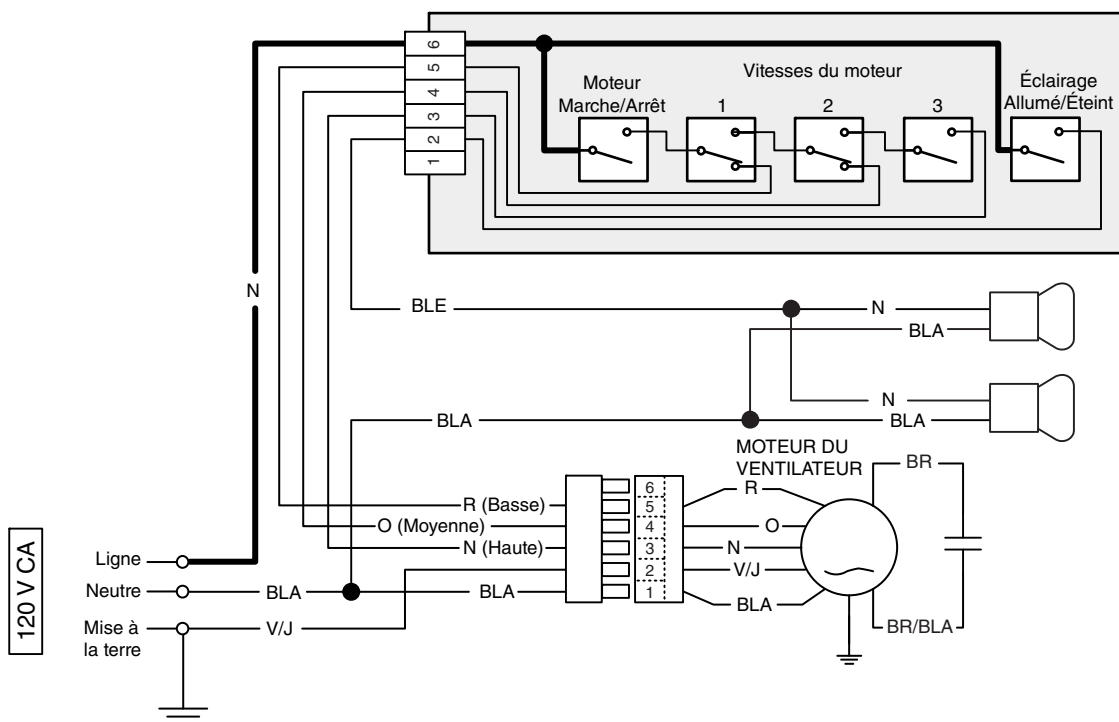 6
5
4
3
2
1
Moteur
Marche/Arrêt
Vitesses du moteur
1
2
3
Éclairage
Allumé/Éteint
N
BLE
N
BLA
BLA
N
BLA
MOTEUR DU
VENTILATEUR
BR
R (Basse)
O (Moyenne)
N (Haute)
6
5
4
3
2
1
R
O
N
V/J
BLA
BR/BLA
120 V CA
Ligne
Neutre
BLA
BLA
Mise à
la terre
V/J